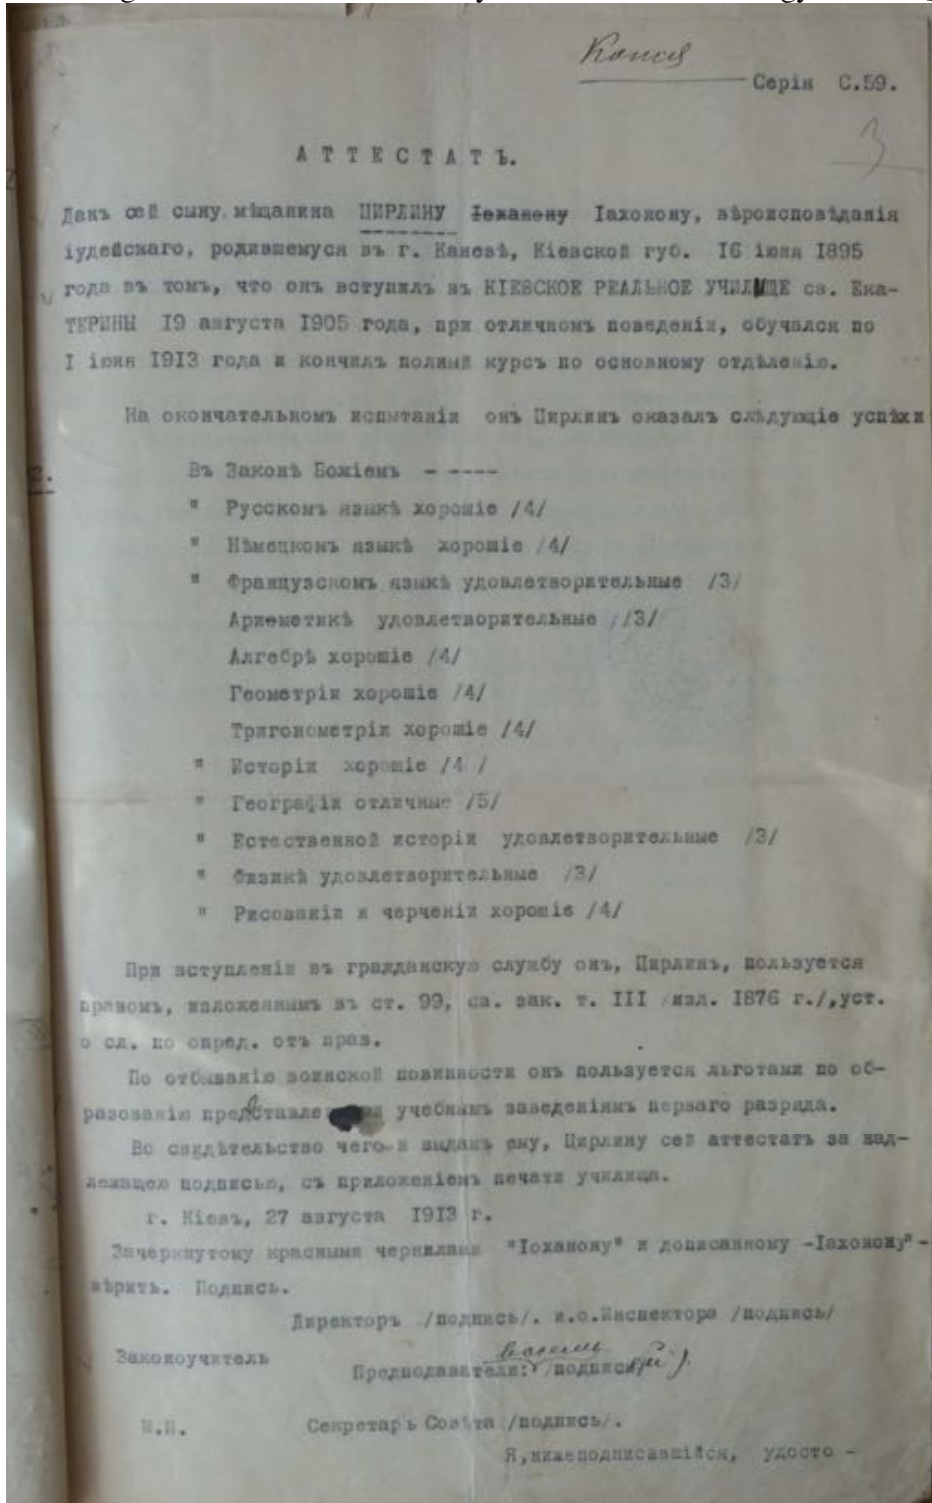 Копія
Серія С.59.
3
АТТЕСТАТЪ.
Данъ сей сыну мѣщанина ЦИРЛИНУ Іоханону Іахонону, вѣроисповѣданія
іудейскаго, родившемуся въ г. Каневѣ, Кіевской губ. 16 іюня 1895
года въ томъ, что онъ вступилъ въ КІЕВСКОЕ РЕАЛЬНОЕ УЧИЛИЩЕ св. Ека-
ТЕРИНЫ 19 августа 1905 года, при отличномъ поведеніи, обучался по
I іюня 1913 года и кончилъ полный курсъ по основному отдѣленію.
На окончательномъ испытаніи онъ Цирлин оказалъ слѣдующіе успѣхи
Въ Законѣ Божіемъ - ----
" Русскомъ языкѣ хорошіе /4/
" Нѣмецкомъ языкѣ хорошіе /4/
" Французскомъ языкѣ удовлетворительные /3/
Ариѳметикѣ удовлетворительные /3/
Алгебрѣ хорошіе /4/
Геометріи хорошіе /4/
Тригонометріи хорошіе /4/
" Исторіи хорошіе /4 /
" Географіи отличные /5/
" Естественной исторіи удовлетворительные /3/
" Физикѣ удовлетворительные /3/
" Рисованіи и черченіи хорошіе /4/
При вступленіи въ гражданскую службу онъ, Цирлинъ, пользуется
правомъ, изложеннымъ въ ст. 99, св. зак. т. III /изд. 1876 г./,уст.
о сл. по опред. отъ прав.
По отбыванію воинской повинности онъ пользуется льготами по об-
разованію учебнымъ заведеніямъ перваго разряда.
Во свидѣтельство чего и выданъ ему, Цирлину сей аттестатъ за над-
лежащею подписью, съ приложеніемъ печати училища.
г. Кіевъ, 27 августа 1913 г.
Зачеркнутому красными чернилами "Іоханону" и дописанному -Іахонону"-
вѣрить. Подпись.
Директоръ /подпись/. и.о.Инспектора /подпись/
Законоучитель
Преподаватели: /подписи
М.П. Секретарь Совѣта /подпись/.
Я,нижеподписавшійся, удосто -